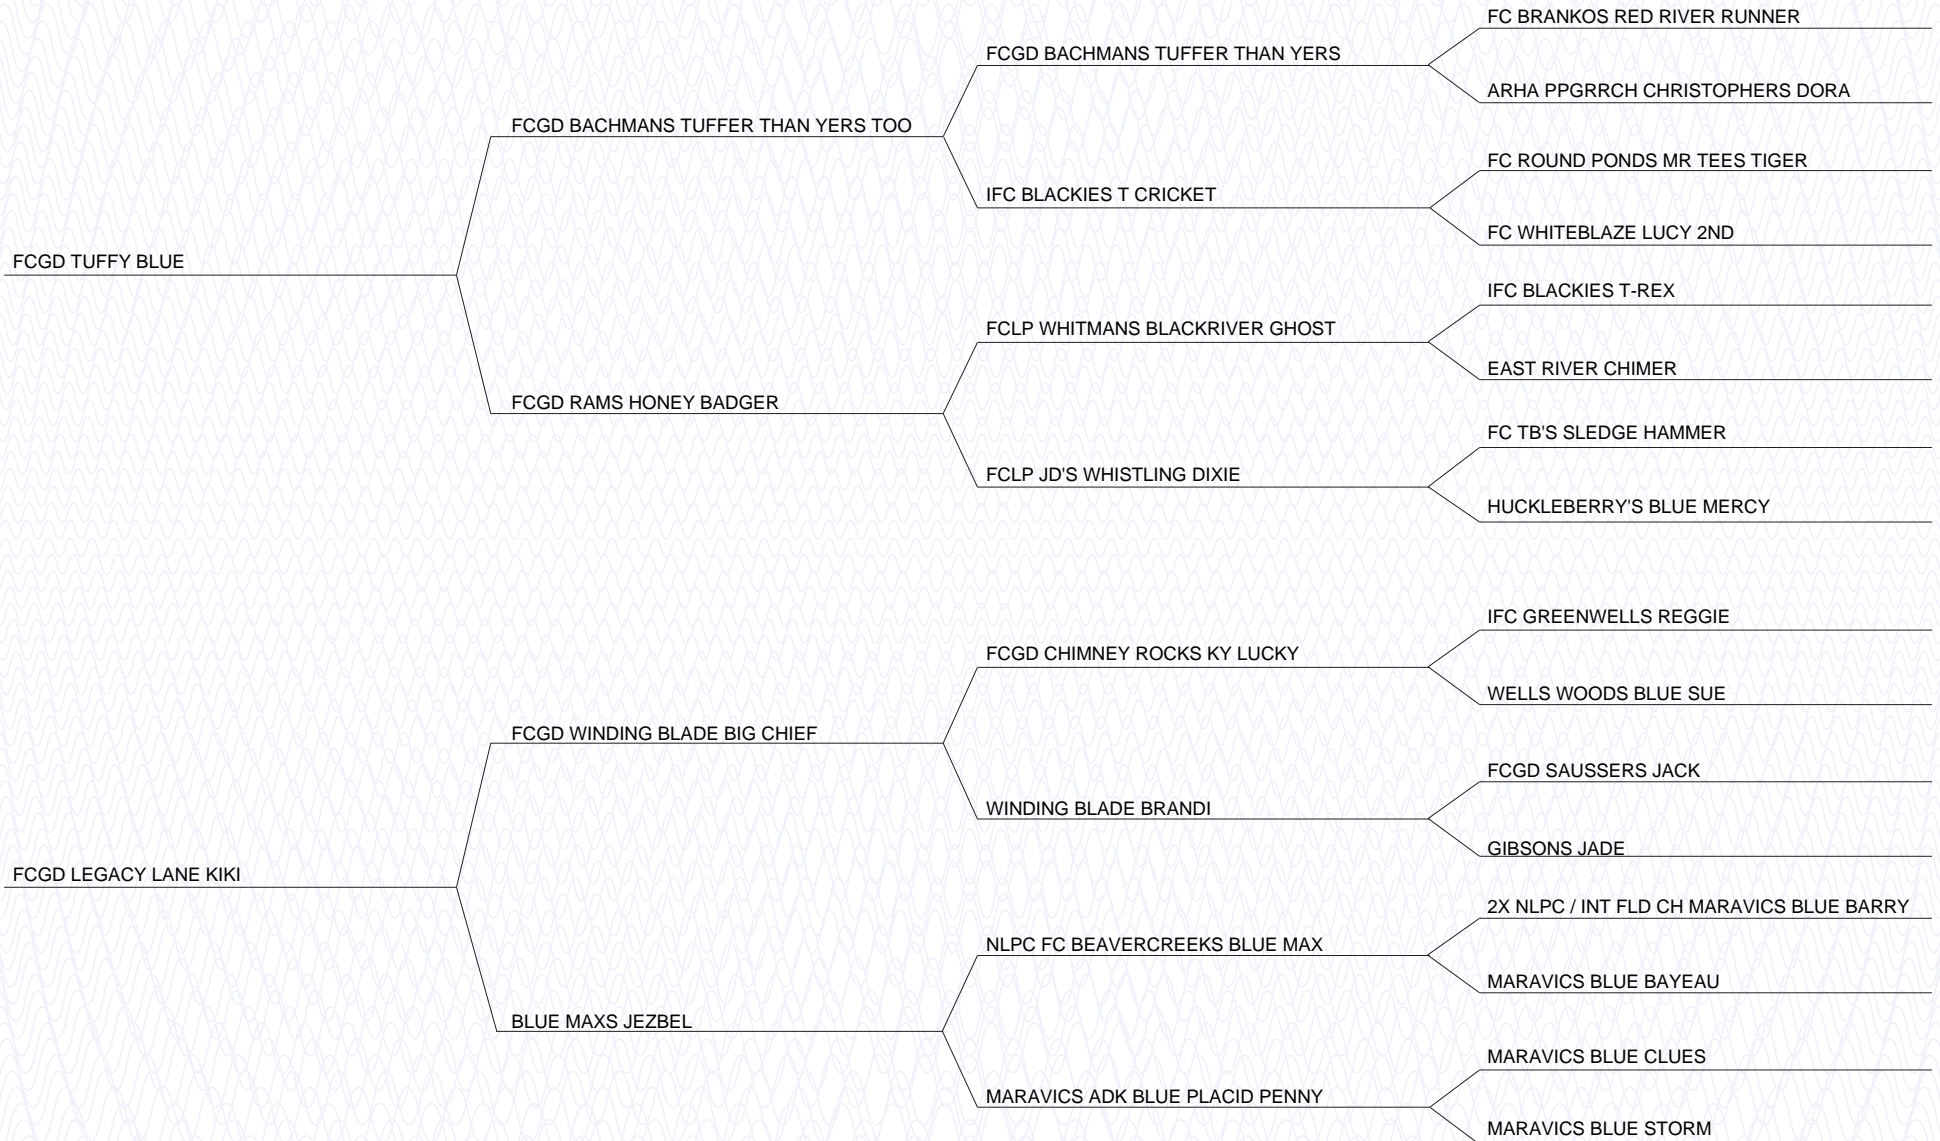 FC BRANKOS RED RIVER RUNNER
FCGD BACHMANS TUFFER THAN YERS
ARHA PPGRRCH CHRISTOPHERS DORA
FCGD BACHMANS TUFFER THAN YERS TOO
FC ROUND PONDS MR TEES TIGER
IFC BLACKIES T CRICKET
FC WHITEBLAZE LUCY 2ND
FCGD TUFFY BLUE
IFC BLACKIES T-REX
FCLP WHITMANS BLACKRIVER GHOST
EAST RIVER CHIMER
FCGD RAMS HONEY BADGER
FC TB'S SLEDGE HAMMER
FCLP JD'S WHISTLING DIXIE
HUCKLEBERRY'S BLUE MERCY
IFC GREENWELLS REGGIE
FCGD CHIMNEY ROCKS KY LUCKY
WELLS WOODS BLUE SUE
FCGD WINDING BLADE BIG CHIEF
FCGD SAUSSERS JACK
WINDING BLADE BRANDI
GIBSONS JADE
FCGD LEGACY LANE KIKI
2X NLPC / INT FLD CH MARAVICS BLUE BARRY
NLPC FC BEAVERCREEKS BLUE MAX
MARAVICS BLUE BAYEAU
BLUE MAXS JEZBEL
MARAVICS BLUE CLUES
MARAVICS ADK BLUE PLACID PENNY
MARAVICS BLUE STORM